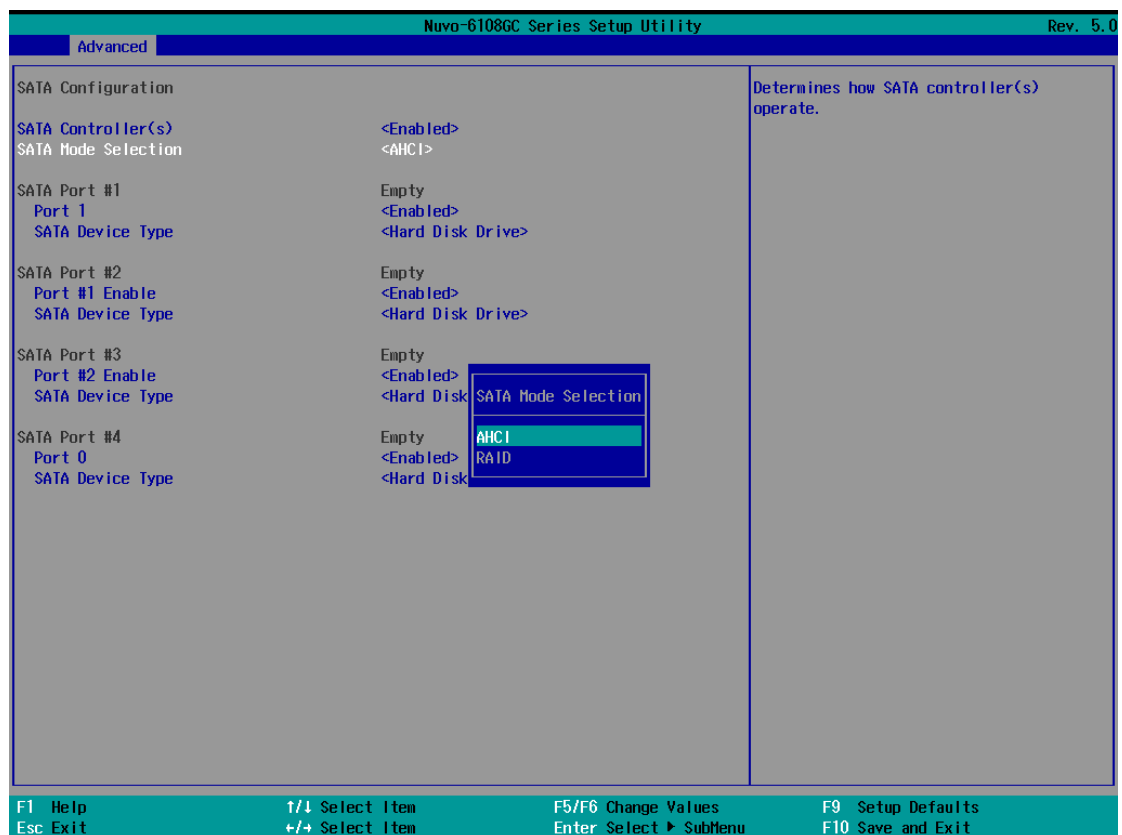 Nuvo-6108GC Series Setup Utility Rev. 5.0
Advanced
SATA Configuration
SATA Controller(s) <Enabled>
SATA Mode Selection <AHCI>
SATA Port #1 Empty
Port 1 <Enabled>
SATA Device Type <Hard Disk Drive>
SATA Port #2 Empty
Port #1 Enable <Enabled>
SATA Device Type <Hard Disk Drive>
SATA Port #3 Empty
Port #2 Enable <Enabled>
SATA Device Type <Hard Disk
SATA Port #4 Empty
Port 0 <Enabled>
SATA Device Type <Hard Disk
SATA Mode Selection
AHCI
RAID
Determines how SATA controller(s)
operate.
F1 Help ↑/↓ Select Item F5/F6 Change Values F9 Setup Defaults
Esc Exit ←/→ Select Item Enter Select ▶ SubMenu F10 Save and Exit